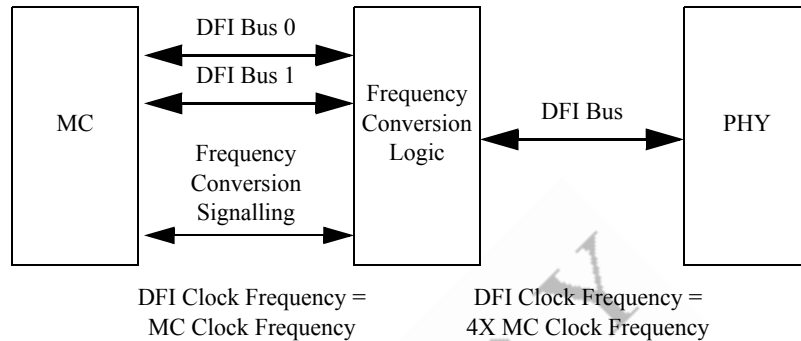 DFI Bus 0
DFI Bus 1
MC
Frequency
Conversion
Logic
DFI Bus
PHY
Frequency
Conversion
Signalling
DFI Clock Frequency =
MC Clock Frequency
DFI Clock Frequency =
4X MC Clock Frequency